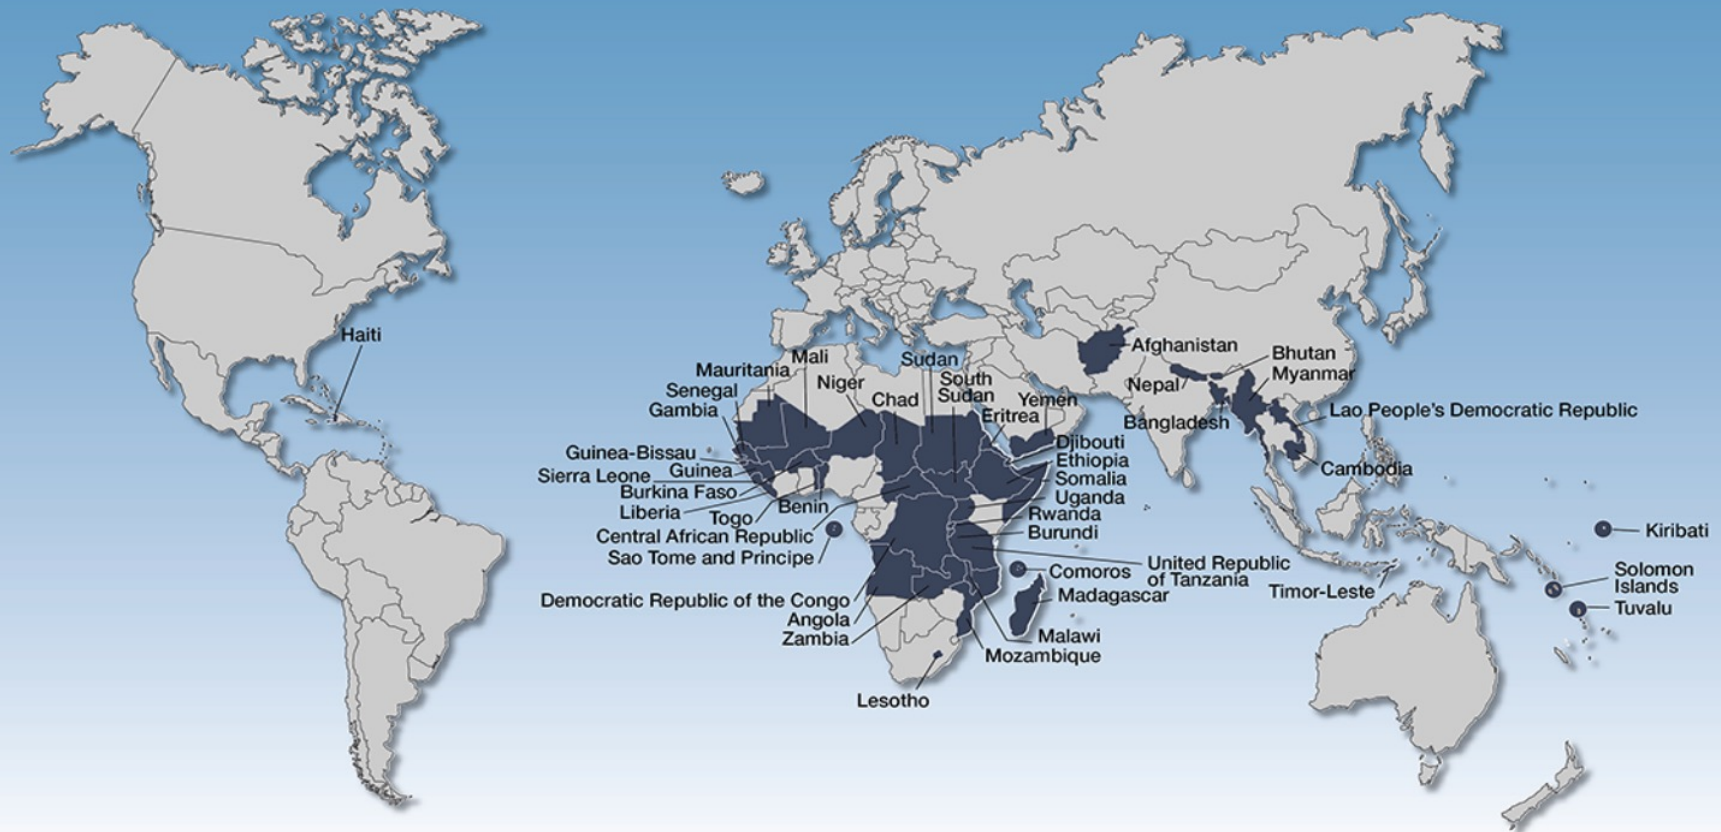 Haiti
Mali
Mauritania
Niger
Senegal
Gambia
Chad
Sudan
South
Sudan
Yemen
Eritrea
Guinea-Bissau
Guinea
Sierra Leone
Burkina Faso
Liberia
Togo
Benin
Central African Republic
Sao Tome and Principe
Democratic Republic of the Congo
Angola
Zambia
Lesotho
Djibouti
Ethiopia
Somalia
Uganda
Rwanda
Burundi
United Republic
of Tanzania
Comoros
Madagascar
Malawi
Mozambique
Afghanistan
Bhutan
Nepal
Myanmar
Bangladesh
Lao People's Democratic Republic
Cambodia
Timor-Leste
Kiribati
Solomon
Islands
Tuvalu